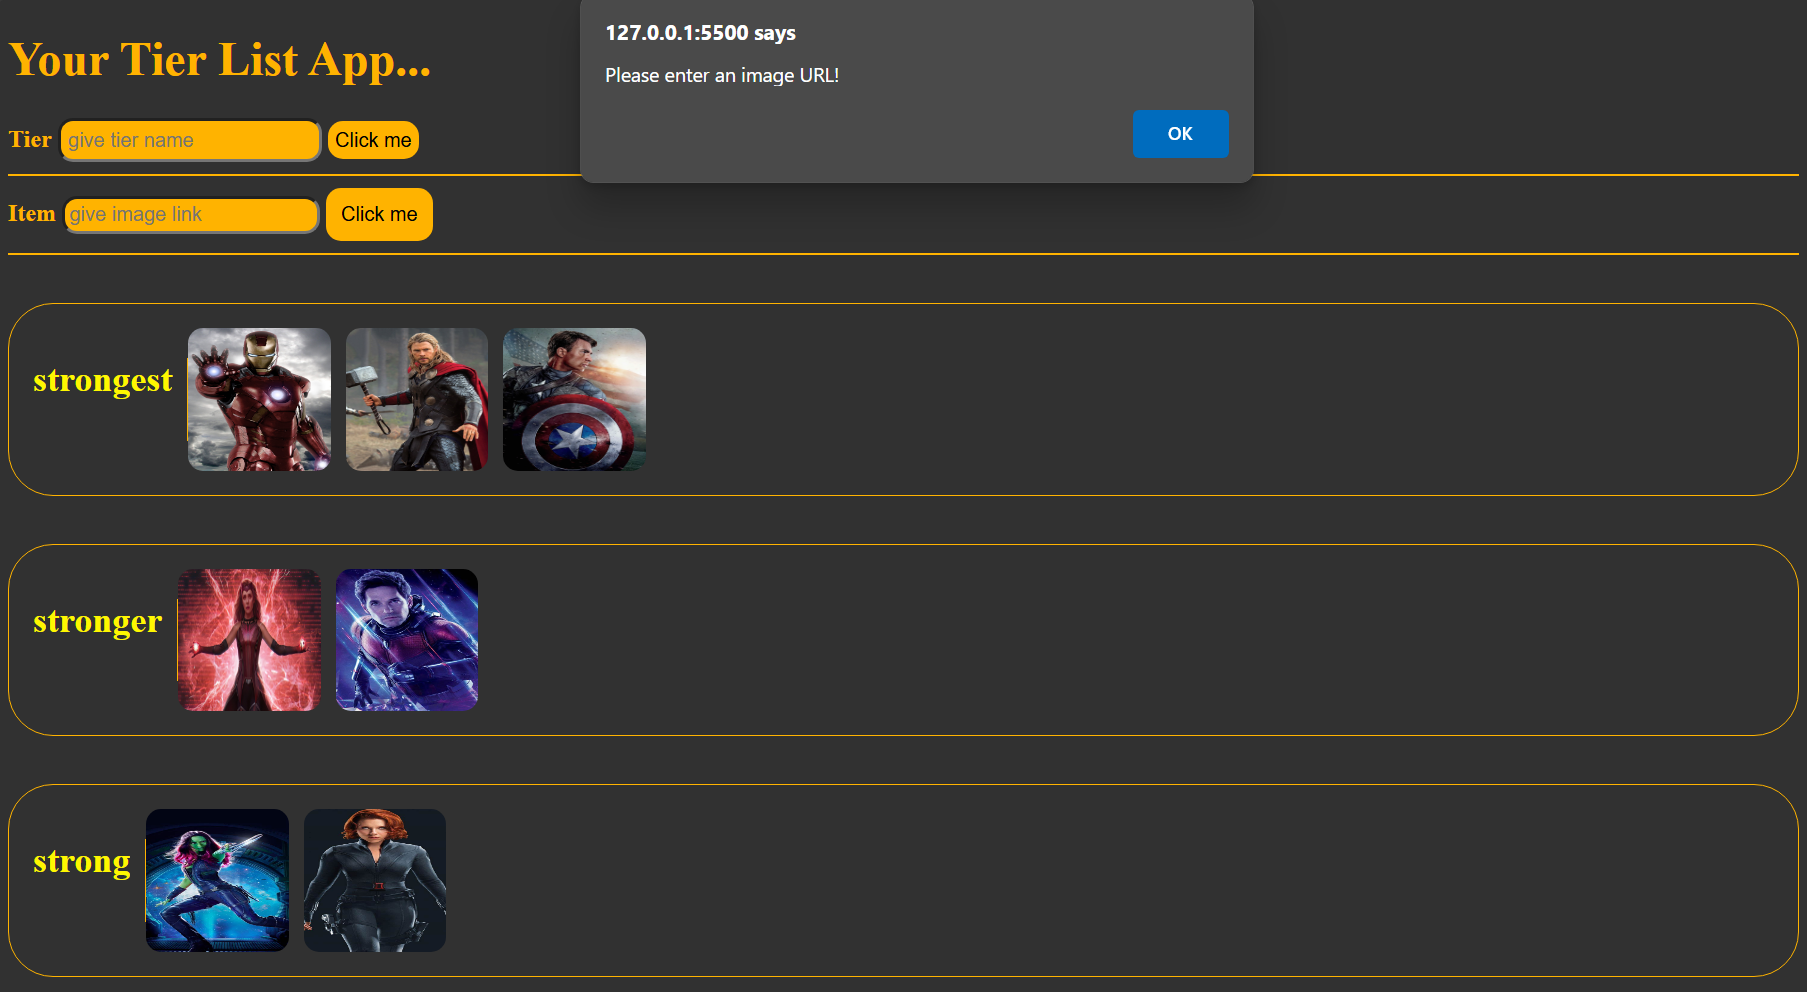 Your Tier List App...
127.0.0.1:5500 says
Please enter an image URL!
OK
Tier give tier name Click me
Item give image link Click me
strongest
stronger
strong